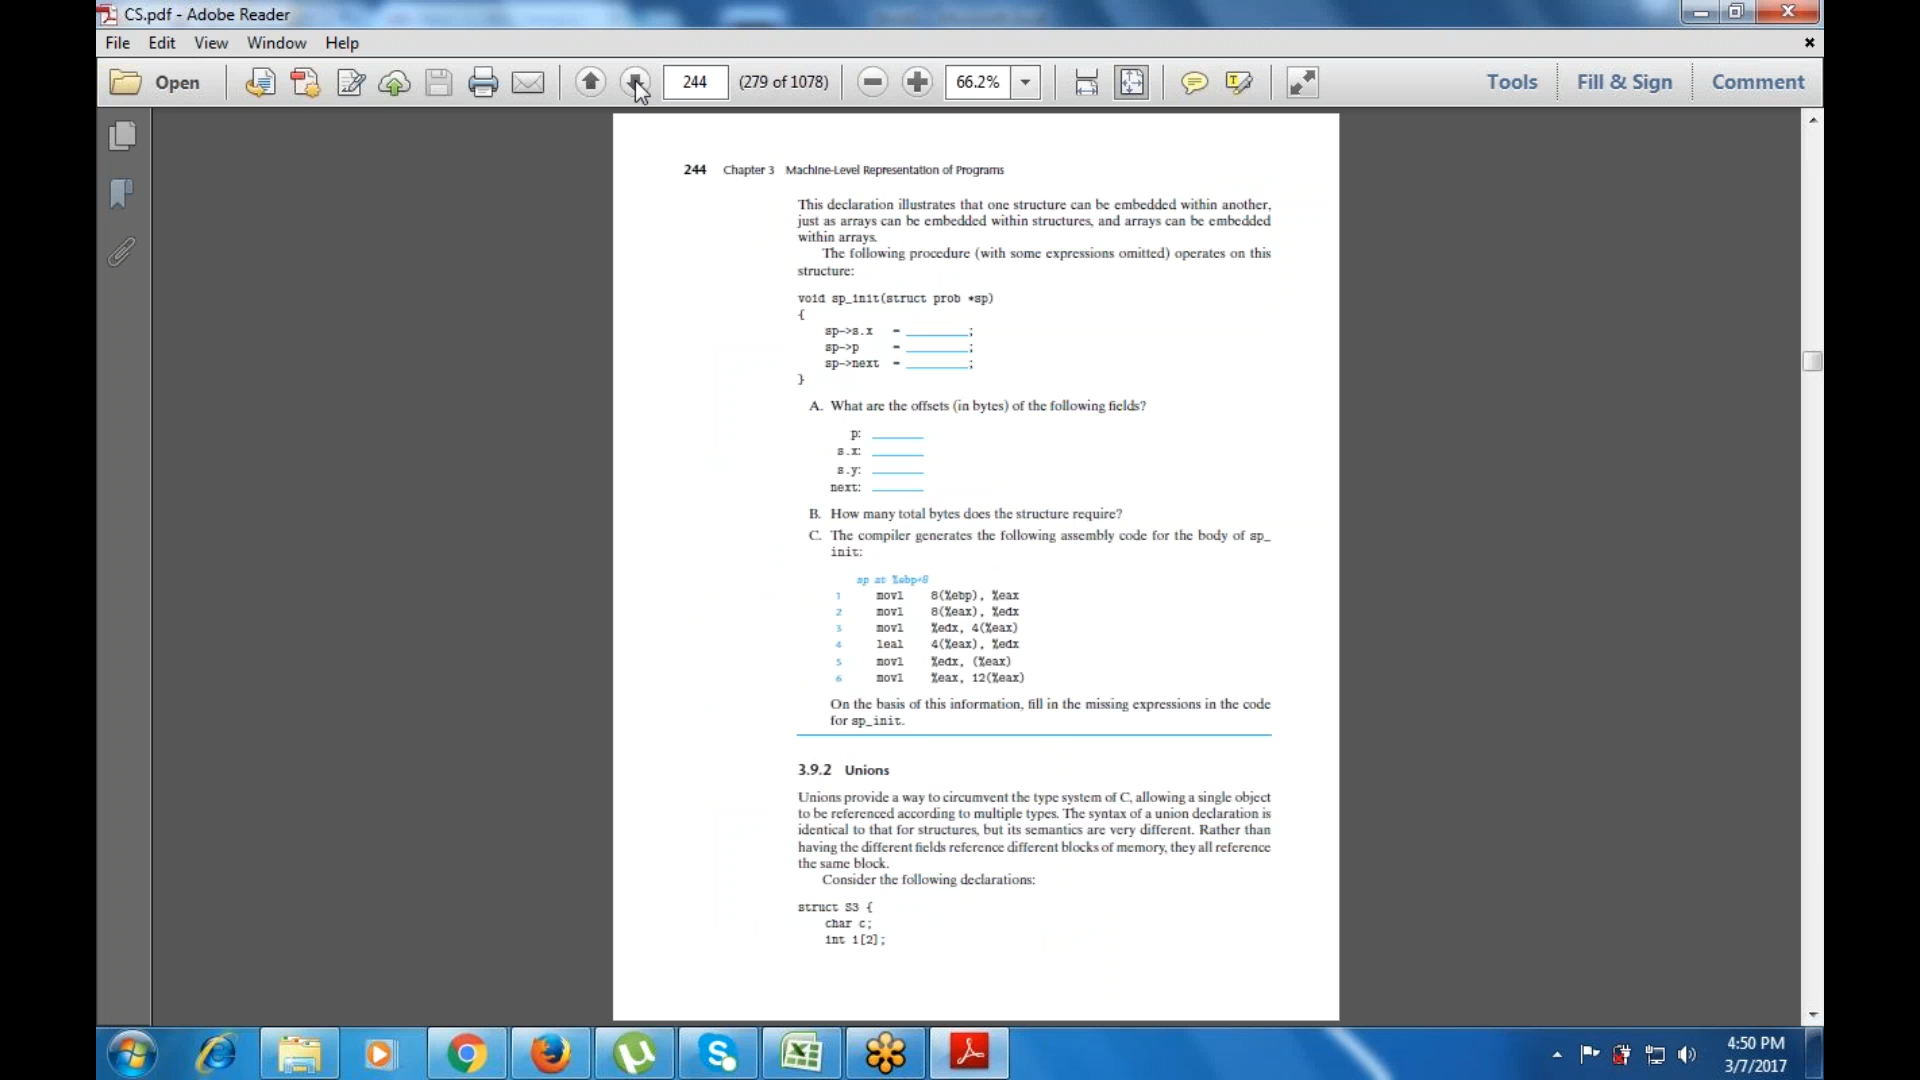 CS.pdf - Adobe Reader
File Edit View Window Help
Open 244 (279 of 1078) 66.2% Tools Fill & Sign Comment
244 Chapter 3 Machine-Level Representation of Programs
This declaration illustrates that one structure can be embedded within another,
just as arrays can be embedded within structures, and arrays can be embedded
within arrays.
The following procedure (with some expressions omitted) operates on this
structure:
void sp_init(struct prob *sp)
{
sp->s.x = ________;
sp->p = ________;
sp->next = ________;
}
A. What are the offsets (in bytes) of the following fields?
p: ______
s.x: ______
s.y: ______
next: ______
B. How many total bytes does the structure require?
C. The compiler generates the following assembly code for the body of sp_
init:
sp at %ebp+8
1 movl 8(%ebp), %eax
2 movl 8(%eax), %edx
3 movl %edx, 4(%eax)
4 leal 4(%eax), %edx
5 movl %edx, (%eax)
6 movl %eax, 12(%eax)
On the basis of this information, fill in the missing expressions in the code
for sp_init.
3.9.2 Unions
Unions provide a way to circumvent the type system of C, allowing a single object
to be referenced according to multiple types. The syntax of a union declaration is
identical to that for structures, but its semantics are very different. Rather than
having the different fields reference different blocks of memory, they all reference
the same block.
Consider the following declarations:
struct S3 {
char c;
int i[2];
4:50 PM
3/7/2017